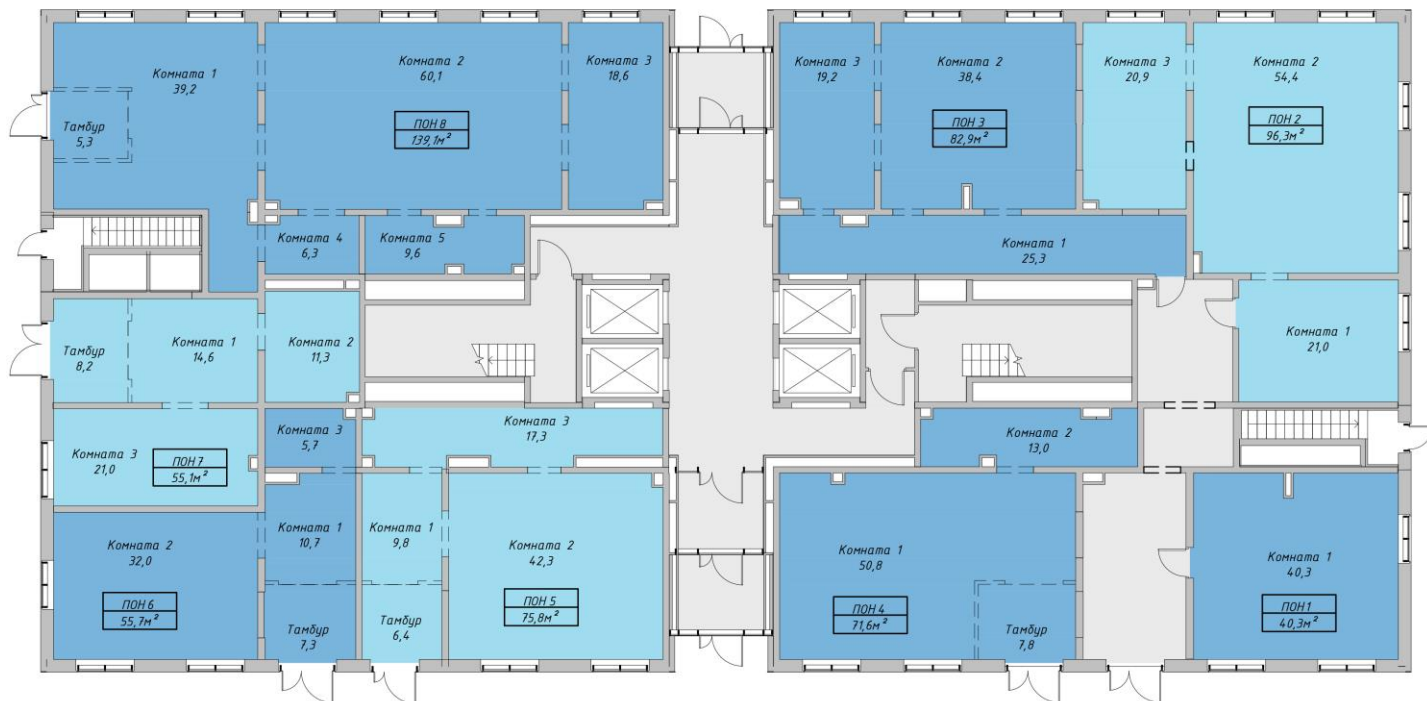 Комната 1
39,2
Тамбур
5,3
Комната 2
60,1
ПОН 8
139,1м²
Комната 3
18,6
Комната 4
6,3
Комната 5
9,6
Комната 3
19,2
Комната 2
38,4
ПОН 3
82,9м²
Комната 3
20,9
Комната 2
54,4
ПОН 2
96,3м²
Комната 1
25,3
Комната 1
21,0
Тамбур
8,2
Комната 1
14,6
Комната 2
11,3
Комната 3
21,0
ПОН 7
55,1м²
Комната 3
5,7
Комната 3
17,3
Комната 2
13,0
Комната 2
32,0
ПОН 6
55,7м²
Комната 1
10,7
Тамбур
7,3
Комната 1
9,8
Тамбур
6,4
Комната 2
42,3
ПОН 5
75,8м²
Комната 1
50,8
ПОН 4
71,6м²
Тамбур
7,8
Комната 1
40,3
ПОН 1
40,3м²